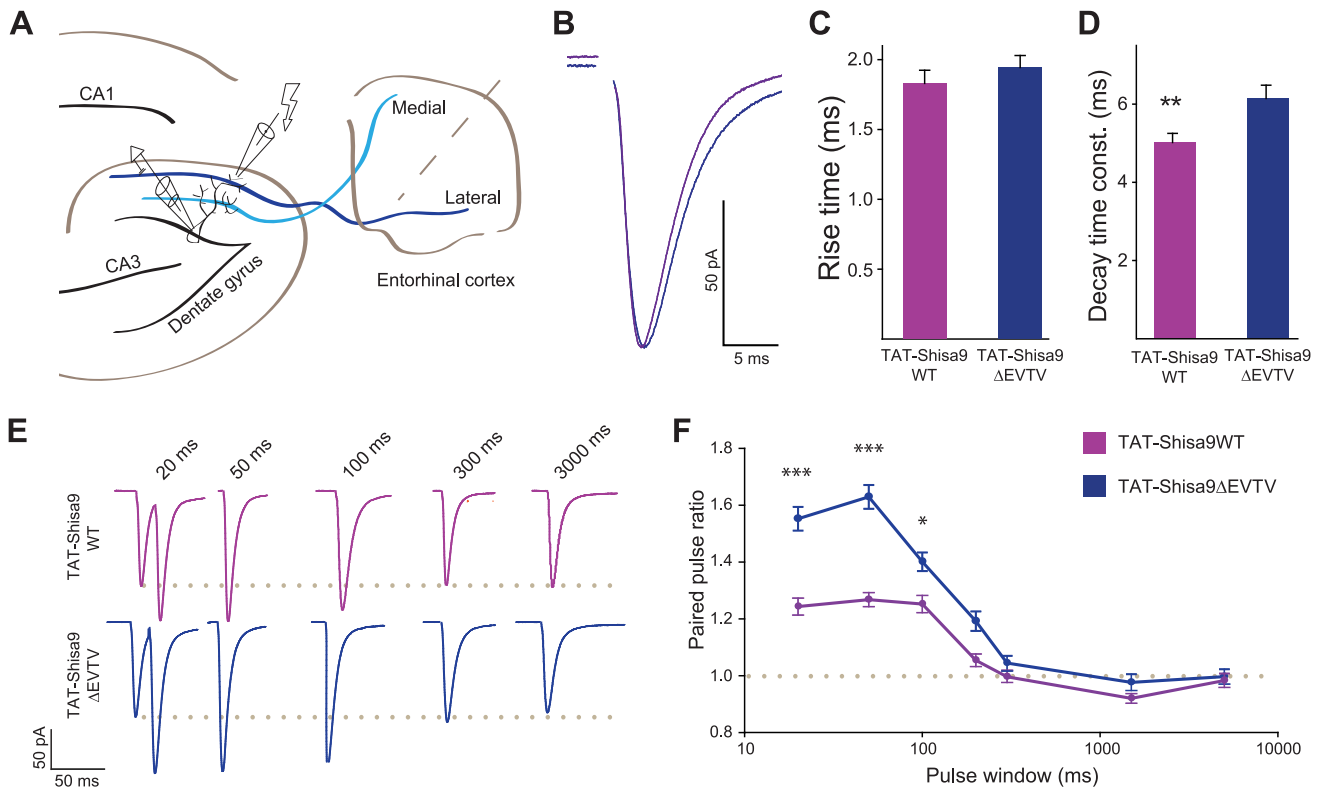 A
CA1
Medial
Lateral
CA3
Dentate gyrus
Entorhinal cortex
B
50 pA
5 ms
C
Rise time (ms)
2.0
1.5
1.0
0.5
TAT-Shisa9
WT
TAT-Shisa9
ΔEVTV
D
Decay time const. (ms)
6
4
2
**
TAT-Shisa9
WT
TAT-Shisa9
ΔEVTV
E
20 ms
50 ms
100 ms
300 ms
3000 ms
TAT-Shisa9
WT
TAT-Shisa9
ΔEVTV
50 pA
50 ms
F
TAT-Shisa9WT
TAT-Shisa9ΔEVTV
Paired pulse ratio
1.8
1.6
1.4
1.2
1.0
0.8
***
***
*
10
100
1000
10000
Pulse window (ms)